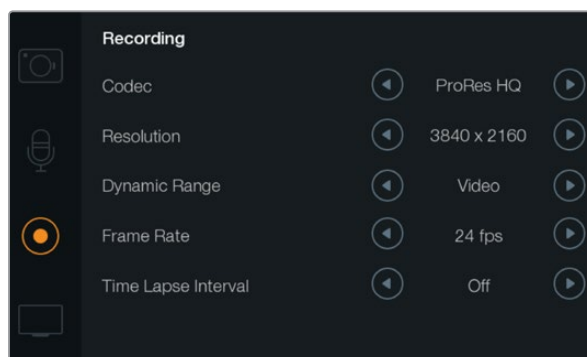 Recording
Codec ProRes HQ
Resolution 3840 x 2160
Dynamic Range Video
Frame Rate 24 fps
Time Lapse Interval Off